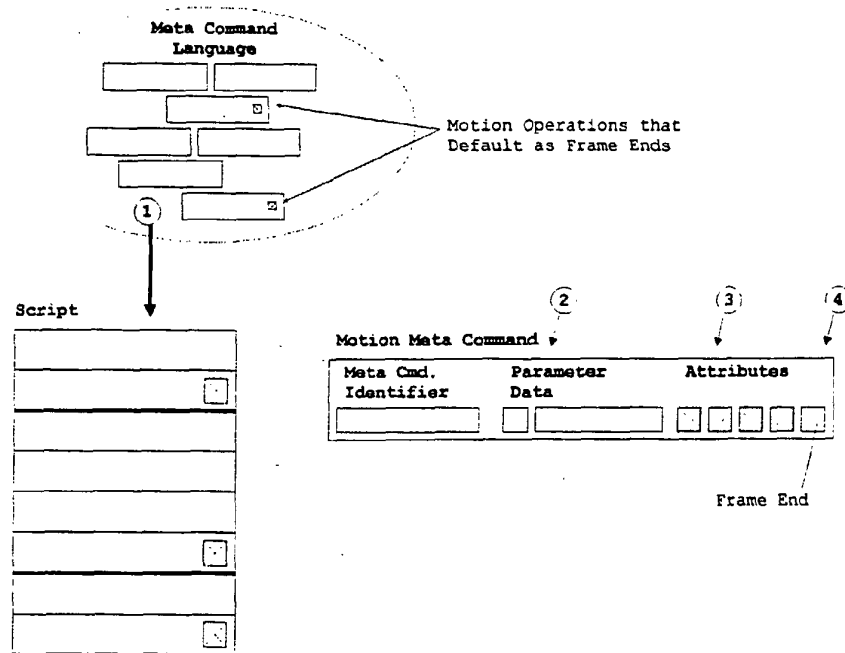 Meta Command
Language
Motion Operations that
Default as Frame Ends
1
Script
2
3
4
Motion Meta Command
Meta Cmd.
Identifier
Parameter
Data
Attributes
Frame End